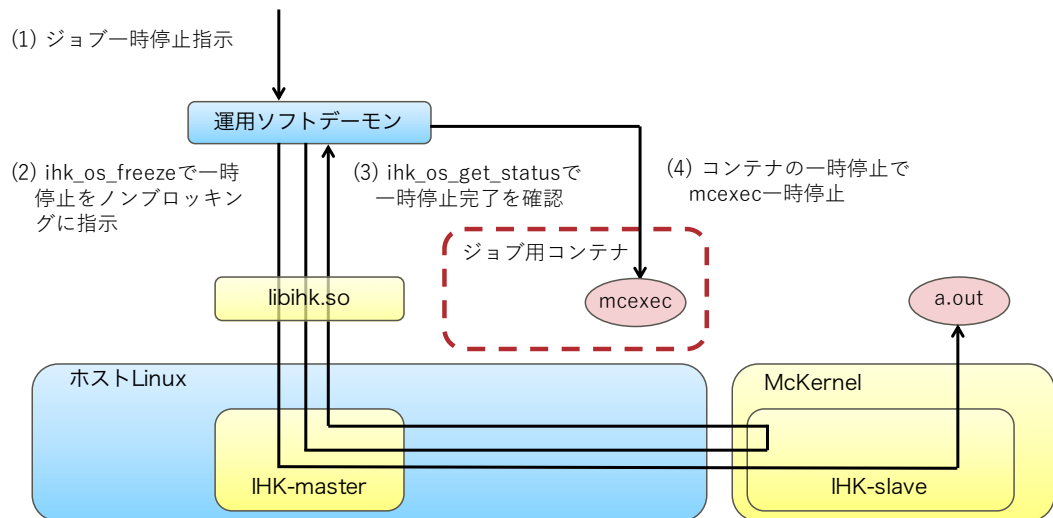 (1) ジョブ一時停止指示
運用ソフトデーモン
(2) ihk_os_freezeで一時
停止をノンブロッキン
グに指示
(3) ihk_os_get_statusで
一時停止完了を確認
(4) コンテナの一時停止で
mcexec一時停止
ジョブ用コンテナ
libihk.so
mcexec
a.out
ホストLinux
McKernel
IHK-master
IHK-slave